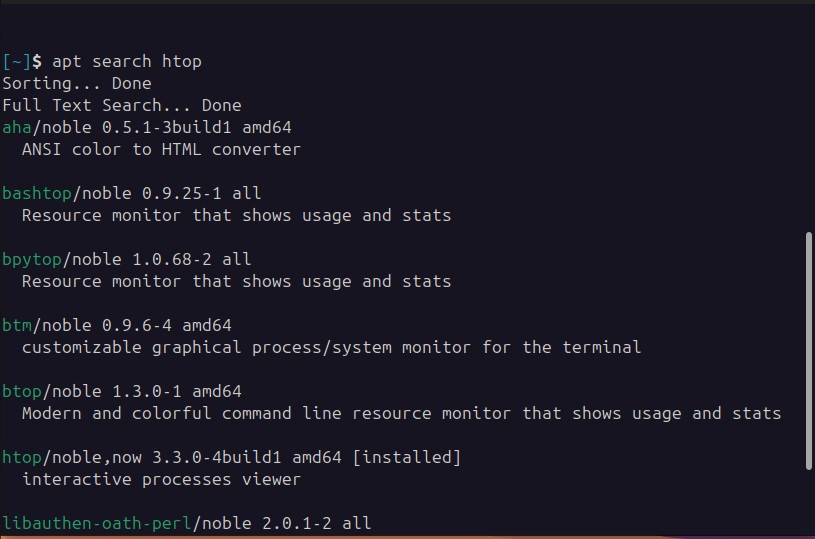 [~]$ apt search htop
Sorting... Done
Full Text Search... Done
aha/noble 0.5.1-3build1 amd64
  ANSI color to HTML converter

bashtop/noble 0.9.25-1 all
  Resource monitor that shows usage and stats

bpytop/noble 1.0.68-2 all
  Resource monitor that shows usage and stats

btm/noble 0.9.6-4 amd64
  customizable graphical process/system monitor for the terminal

btop/noble 1.3.0-1 amd64
  Modern and colorful command line resource monitor that shows usage and stats

htop/noble,now 3.3.0-4build1 amd64 [installed]
  interactive processes viewer

libauthen-oath-perl/noble 2.0.1-2 all